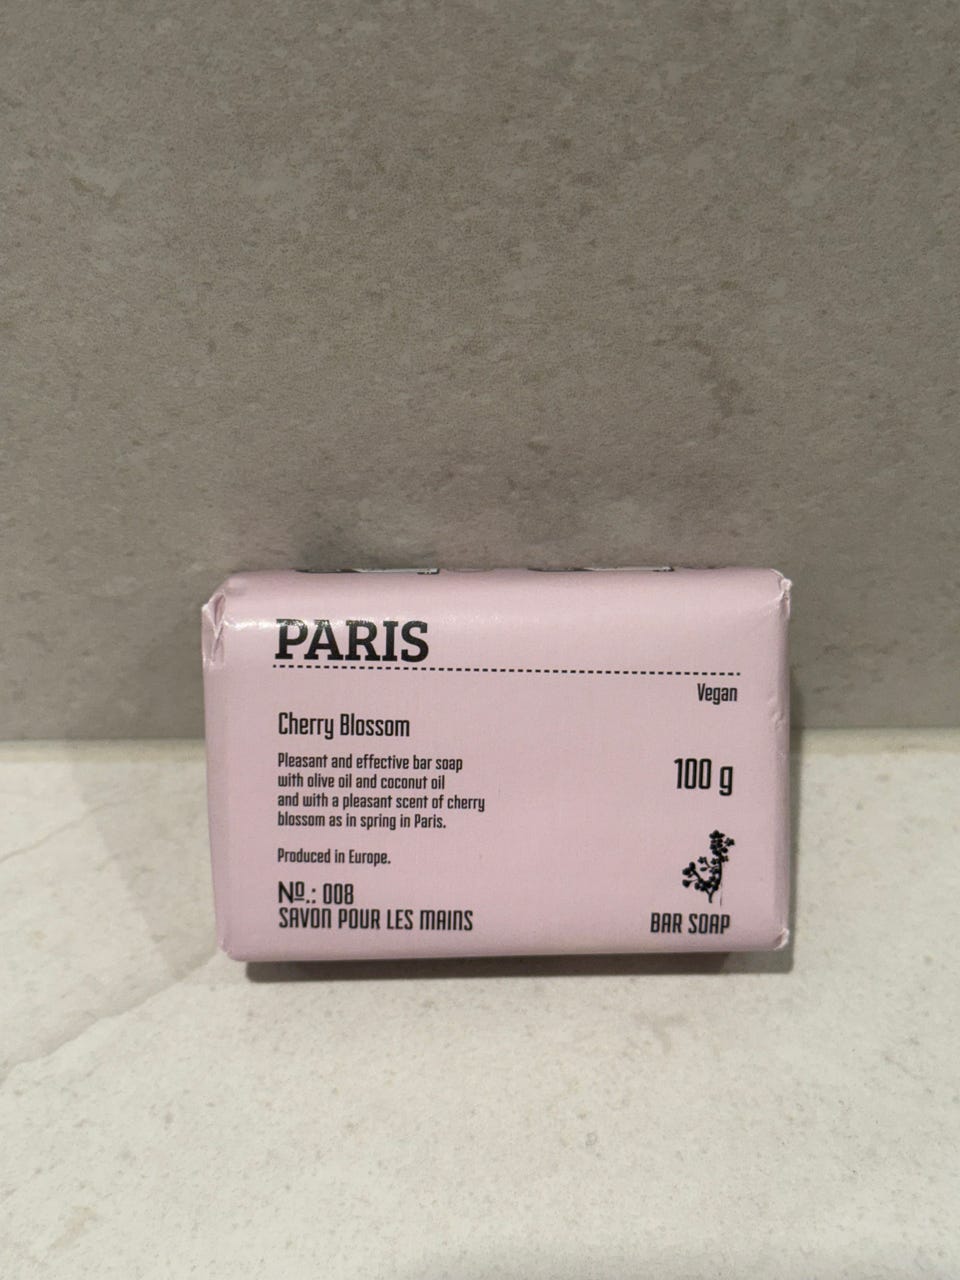 PARIS
Vegan
Cherry Blossom
Pleasant and effective bar soap
with olive oil and coconut oil
and with a pleasant scent of cherry
blossom as in spring in Paris.
100 g
Produced in Europe.
Nº.: 008
SAVON POUR LES MAINS
BAR SOAP